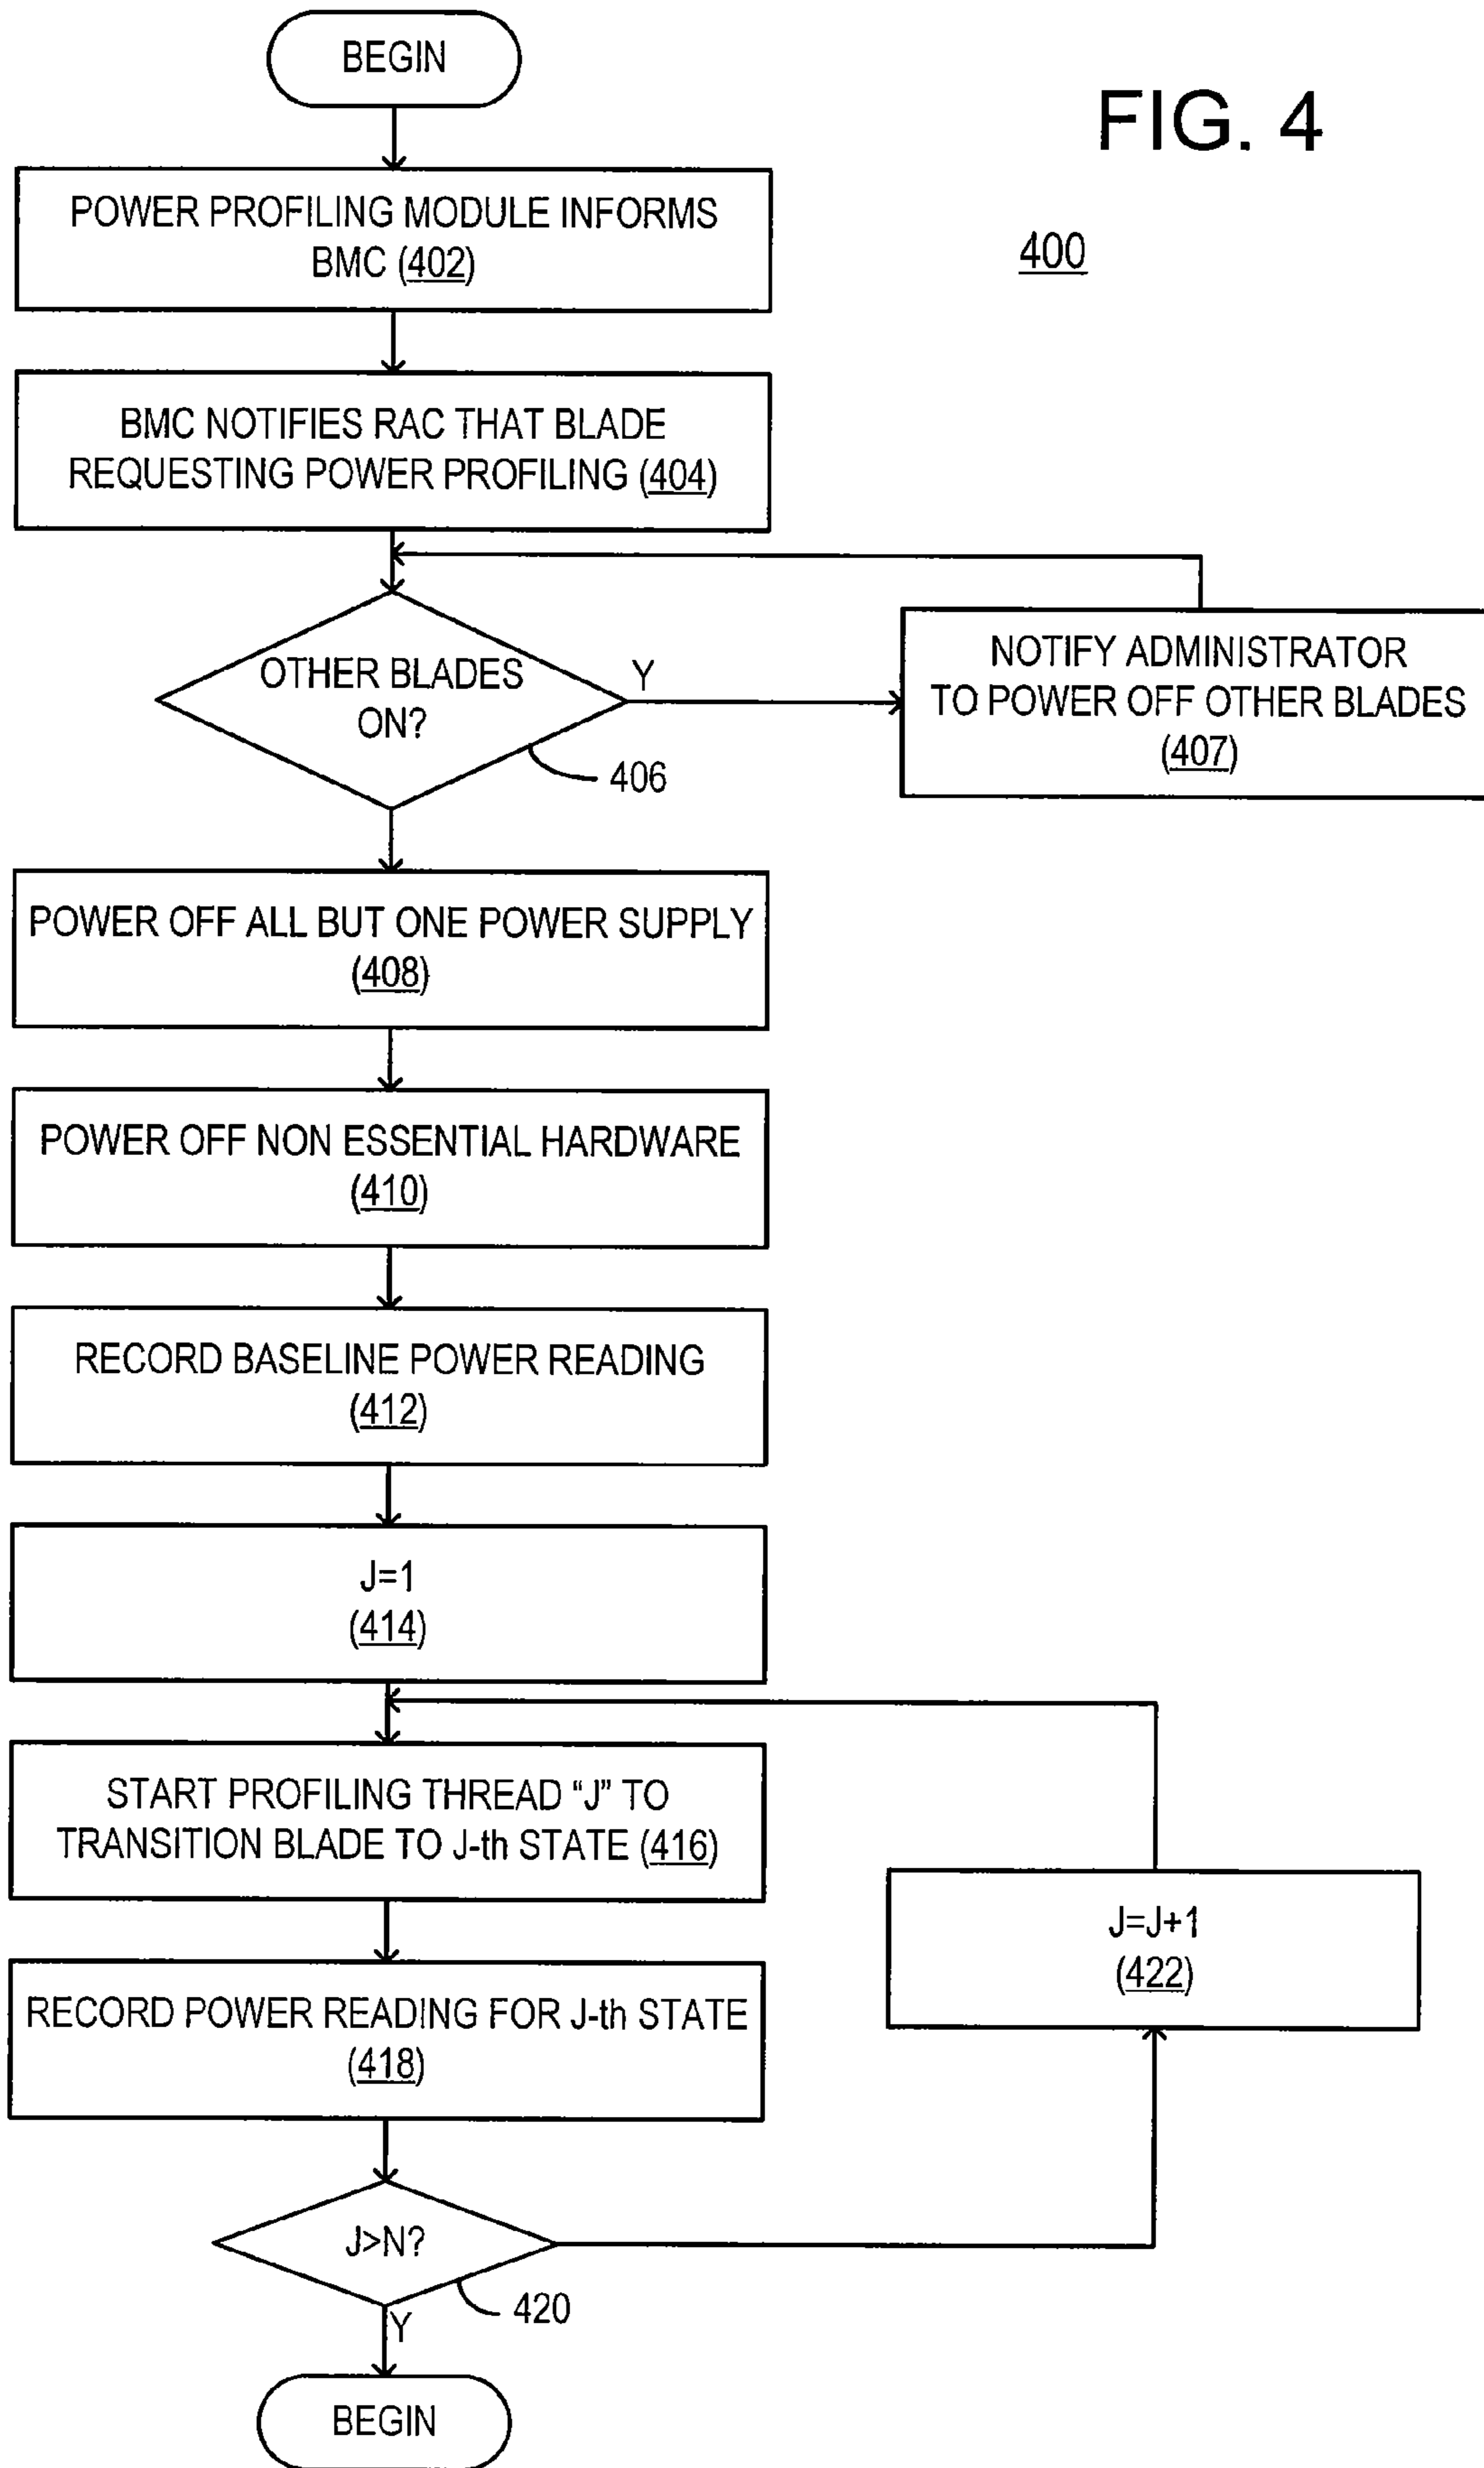 BEGIN
FIG. 4
POWER PROFILING MODULE INFORMS
BMC (402)
400
BMC NOTIFIES RAC THAT BLADE
REQUESTING POWER PROFILING (404)
OTHER BLADES
ON?
Y
406
NOTIFY ADMINISTRATOR
TO POWER OFF OTHER BLADES
(407)
POWER OFF ALL BUT ONE POWER SUPPLY
(408)
POWER OFF NON ESSENTIAL HARDWARE
(410)
RECORD BASELINE POWER READING
(412)
J=1
(414)
START PROFILING THREAD “J” TO
TRANSITION BLADE TO J-th STATE (416)
J=J+1
(422)
RECORD POWER READING FOR J-th STATE
(418)
J>N?
420
Y
BEGIN